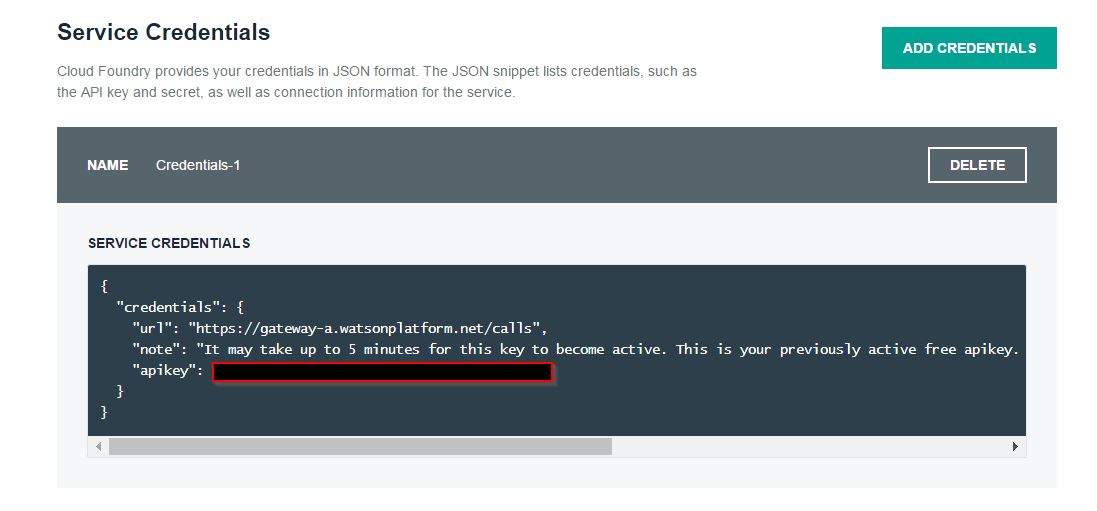 Service Credentials
ADD CREDENTIALS
Cloud Foundry provides your credentials in JSON format. The JSON snippet lists credentials, such as
the API key and secret, as well as connection information for the service.
NAME Credentials-1
DELETE
SERVICE CREDENTIALS
{
"credentials": {
"url": "https://gateway-a.watsonplatform.net/calls",
"note": "It may take up to 5 minutes for this key to become active. This is your previously active free apikey.
"apikey":
}
}